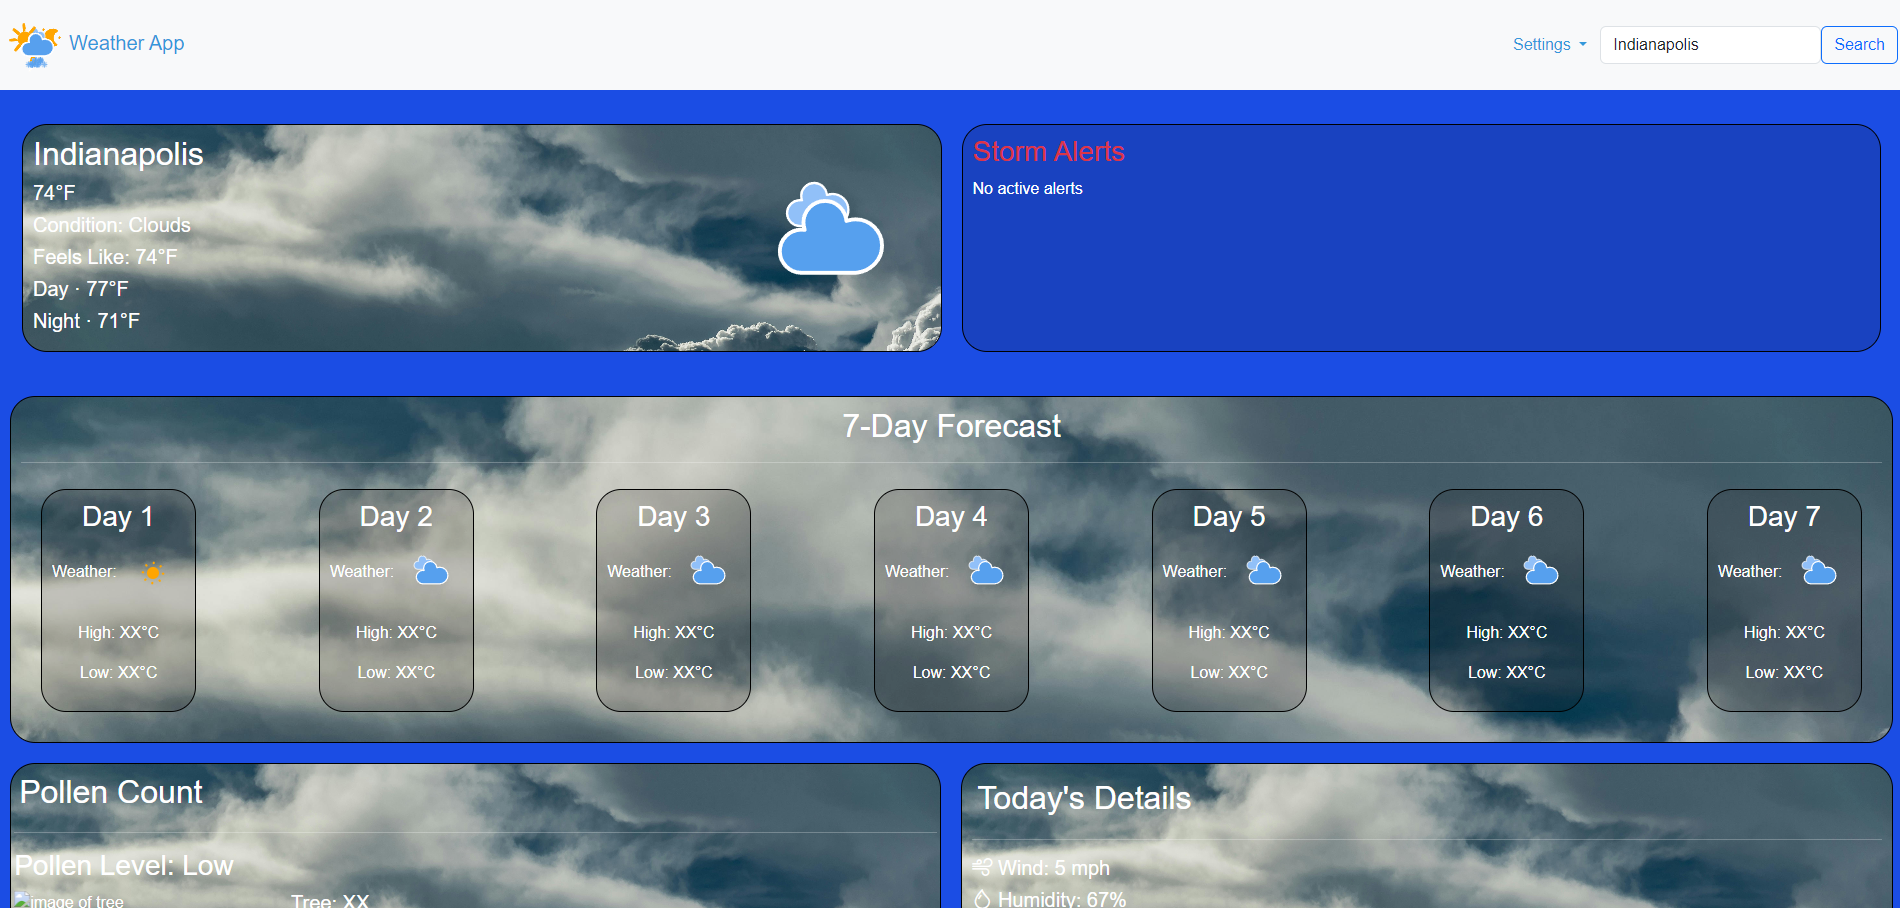 Weather App
Settings
Indianapolis
Search
Indianapolis
74°F
Condition: Clouds
Feels Like: 74°F
Day · 77°F
Night · 71°F
Storm Alerts
No active alerts
7-Day Forecast
Day 1
Weather:
High: XX°C
Low: XX°C
Day 2
Weather:
High: XX°C
Low: XX°C
Day 3
Weather:
High: XX°C
Low: XX°C
Day 4
Weather:
High: XX°C
Low: XX°C
Day 5
Weather:
High: XX°C
Low: XX°C
Day 6
Weather:
High: XX°C
Low: XX°C
Day 7
Weather:
High: XX°C
Low: XX°C
Pollen Count
Pollen Level: Low
image of tree
Tree: XX
Today's Details
Wind: 5 mph
Humidity: 67%